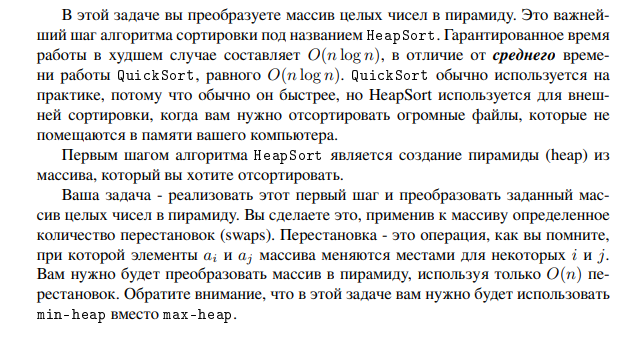 В этой задаче вы преобразуете массив целых чисел в пирамиду. Это важней-
ший шаг алгоритма сортировки под названием HeapSort. Гарантированное время
работы в худшем случае составляет O(n log n), в отличие от среднего време-
ни работы QuickSort, равного O(n log n). QuickSort обычно используется на
практике, потому что обычно он быстрее, но HeapSort используется для внеш-
ней сортировки, когда вам нужно отсортировать огромные файлы, которые не
помещаются в памяти вашего компьютера.
Первым шагом алгоритма HeapSort является создание пирамиды (heap) из
массива, который вы хотите отсортировать.
Ваша задача - реализовать этот первый шаг и преобразовать заданный мас-
сив целых чисел в пирамиду. Вы сделаете это, применив к массиву определенное
количество перестановок (swaps). Перестановка - это операция, как вы помните,
при которой элементы a_i и a_j массива меняются местами для некоторых i и j.
Вам нужно будет преобразовать массив в пирамиду, используя только O(n) пе-
рестановок. Обратите внимание, что в этой задаче вам нужно будет использовать
min-heap вместо max-heap.